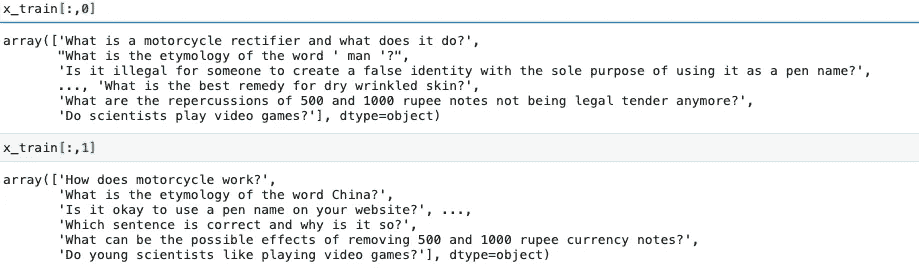 x_train[:,0]
array(['What is a motorcycle rectifier and what does it do?',
"What is the etymology of the word ' man '?",
'Is it illegal for someone to create a false identity with the sole purpose of using it as a pen name?',
..., 'What is the best remedy for dry wrinkled skin?',
'What are the repercussions of 500 and 1000 rupee notes not being legal tender anymore?',
'Do scientists play video games?'], dtype=object)
x_train[:,1]
array(['How does motorcycle work?',
'What is the etymology of the word China?',
'Is it okay to use a pen name on your website?', ...,
'Which sentence is correct and why is it so?',
'What can be the possible effects of removing 500 and 1000 rupee currency notes?',
'Do young scientists like playing video games?'], dtype=object)